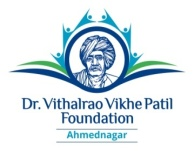 Dr. Vithalrao Vikhe Patil
Foundation
Ahmednagar